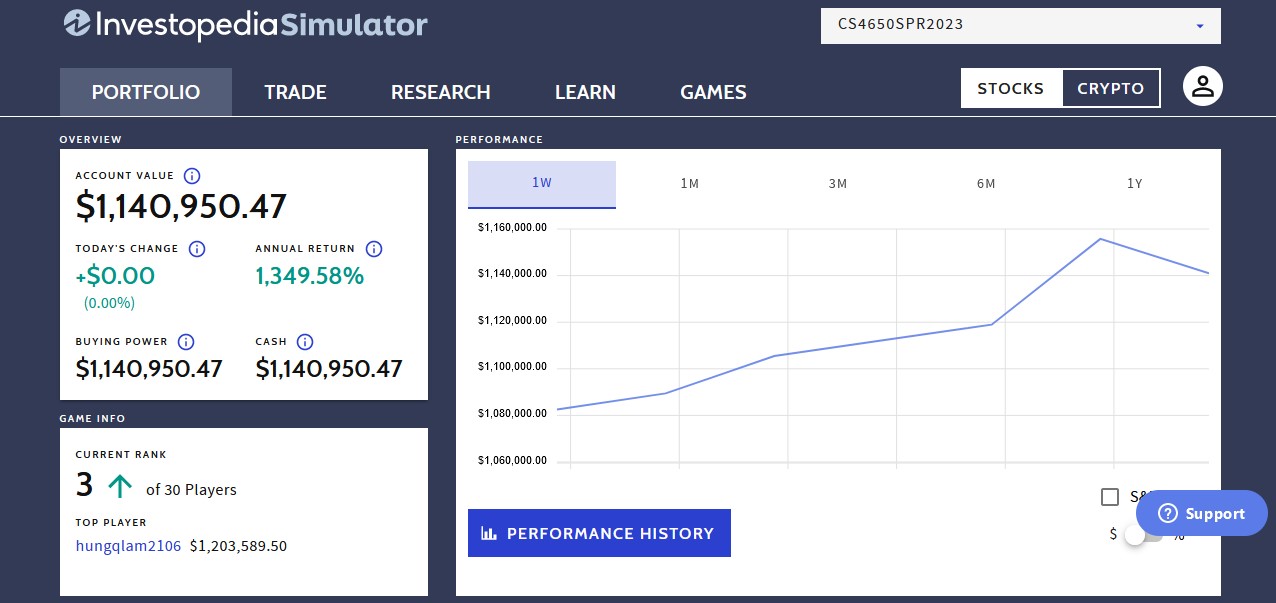 InvestopediaSimulator
CS4650SPR2023
PORTFOLIO TRADE RESEARCH LEARN GAMES
STOCKS CRYPTO
OVERVIEW
ACCOUNT VALUE
$1,140,950.47
TODAY'S CHANGE ANNUAL RETURN
+$0.00 1,349.58%
(0.00%)
BUYING POWER CASH
$1,140,950.47 $1,140,950.47
GAME INFO
CURRENT RANK
3 of 30 Players
TOP PLAYER
hungqlam2106 $1,203,589.50
PERFORMANCE
1W 1M 3M 6M 1Y
$1,160,000.00
$1,140,000.00
$1,120,000.00
$1,100,000.00
$1,080,000.00
$1,060,000.00
PERFORMANCE HISTORY
$ %
Support